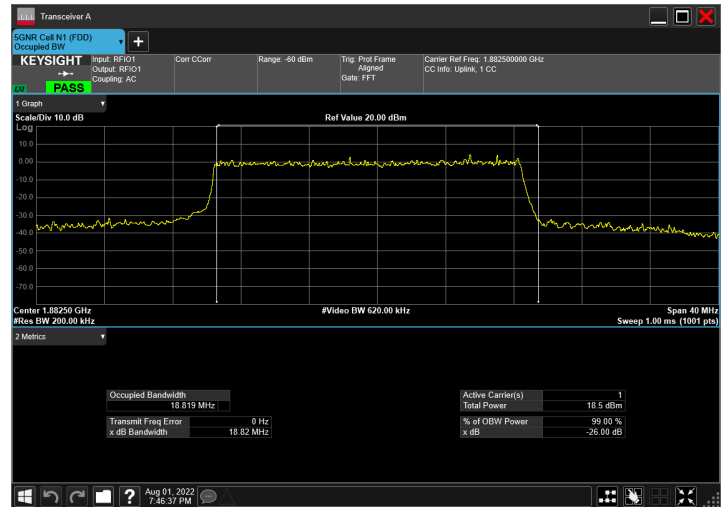 Transceiver A
5GNR Cell N1 (FDD)
Occupied BW
KEYSIGHT
LXI
PASS
Input: RFIO1
Output: RFIO1
Coupling: AC
Corr CCorr
Range: -60 dBm
Trig: Prot Frame
Aligned
Gate: FFT
Carrier Ref Freq: 1.882500000 GHz
CC Info: Uplink, 1 CC
1 Graph
Scale/Div 10.0 dB
Ref Value 20.00 dBm
Log
10.0
0.00
-10.0
-20.0
-30.0
-40.0
-50.0
-60.0
-70.0
Center 1.88250 GHz
#Video BW 620.00 kHz
Span 40 MHz
#Res BW 200.00 kHz
Sweep 1.00 ms (1001 pts)
2 Metrics
Occupied Bandwidth
18.819 MHz
Active Carrier(s) 1
Total Power 18.5 dBm
Transmit Freq Error 0 Hz
x dB Bandwidth 18.82 MHz
% of OBW Power 99.00 %
x dB -26.00 dB
?
Aug 01, 2022
7:46:37 PM